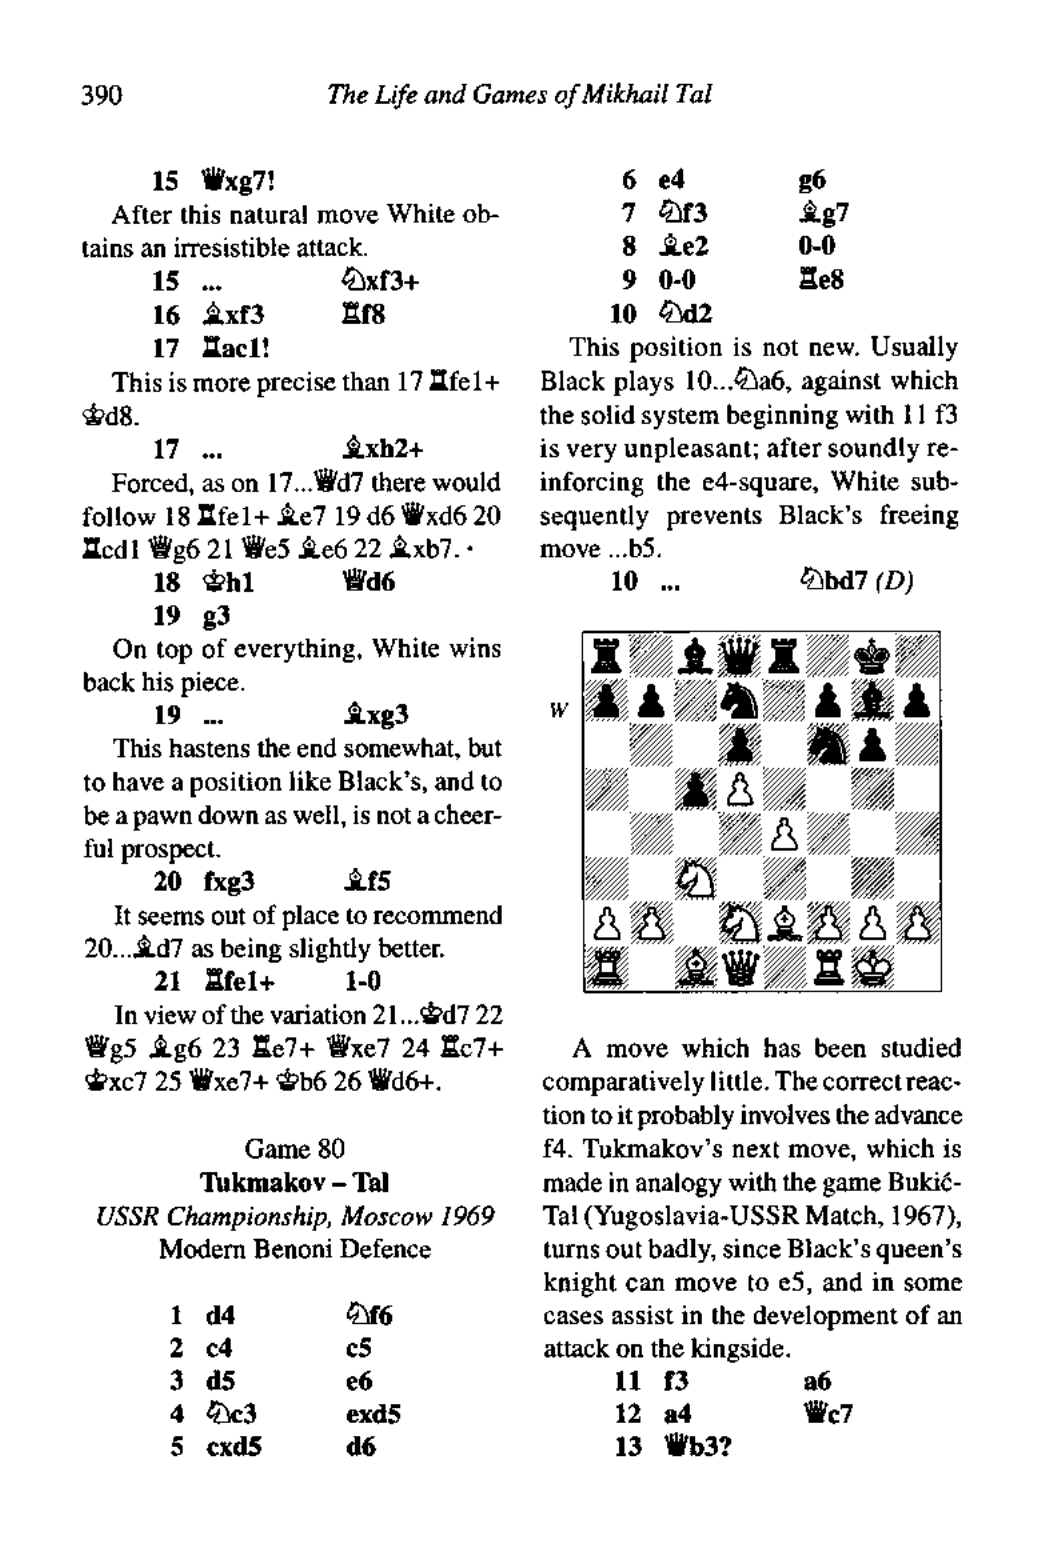 390
The Life and Games of Mikhail Tal
15 ♕xg7!
After this natural move White ob-
tains an irresistible attack.
15 ... ♘xf3+
16 ♗xf3 ♖f8
17 ♖ac1!
This is more precise than 17 ♖fe1+
♔d8.
17 ... ♗xh2+
Forced, as on 17...♕d7 there would
follow 18 ♖fe1+ ♗e7 19 d6 ♕xd6 20
♖cd1 ♕g6 21 ♕e5 ♗e6 22 ♗xb7.
18 ♔h1 ♕d6
19 g3
On top of everything, White wins
back his piece.
19 ... ♗xg3
This hastens the end somewhat, but
to have a position like Black's, and to
be a pawn down as well, is not a cheer-
ful prospect.
20 fxg3 ♗f5
It seems out of place to recommend
20...♗d7 as being slightly better.
21 ♖fe1+ 1-0
In view of the variation 21...♔d7 22
♕g5 ♗g6 23 ♖e7+ ♕xe7 24 ♖c7+
♔xc7 25 ♕xe7+ ♔b6 26 ♕d6+.
Game 80
Tukmakov – Tal
USSR Championship, Moscow 1969
Modern Benoni Defence
1 d4 ♘f6
2 c4 c5
3 d5 e6
4 ♘c3 exd5
5 cxd5 d6
6 e4 g6
7 ♘f3 ♗g7
8 ♗e2 0-0
9 0-0 ♖e8
10 ♘d2
This position is not new. Usually
Black plays 10...♘a6, against which
the solid system beginning with 11 f3
is very unpleasant; after soundly re-
inforcing the e4-square, White sub-
sequently prevents Black's freeing
move ...b5.
10 ... ♘bd7 (D)
W
A move which has been studied
comparatively little. The correct reac-
tion to it probably involves the advance
f4. Tukmakov's next move, which is
made in analogy with the game Bukić-
Tal (Yugoslavia-USSR Match, 1967),
turns out badly, since Black's queen's
knight can move to e5, and in some
cases assist in the development of an
attack on the kingside.
11 f3 a6
12 a4 ♕c7
13 ♕b3?